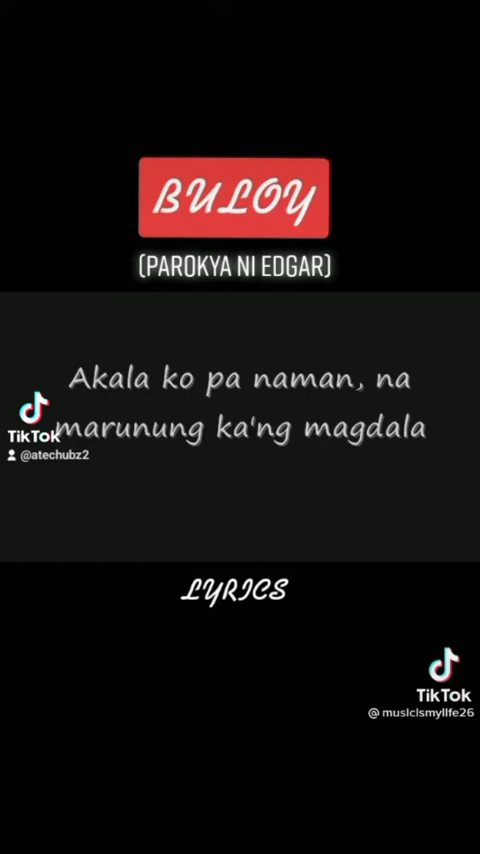 BULOY
(PAROKYA NI EDGAR)
Akala ko pa naman, na
marunung ka'ng magdala
TikTok
@atechubz2
LYRICS
TikTok
@musicismylife26